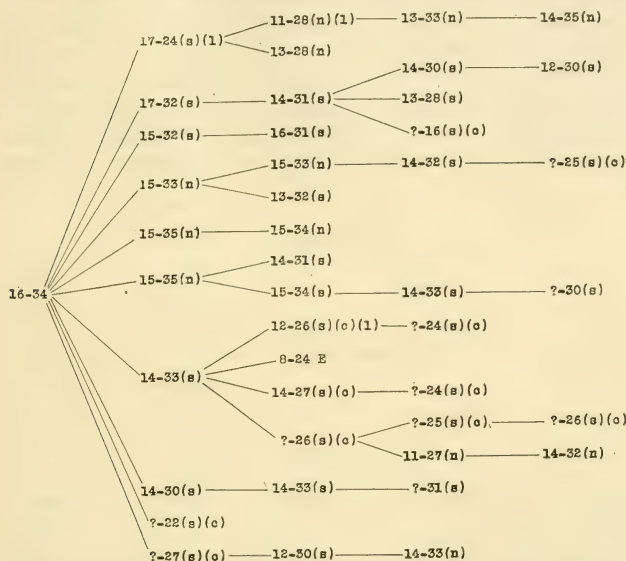 11-28(n)(l) 13-33(n) 14-35(n)
17-24(s)(l)
13-28(n)
14-30(s) 12-30(s)
17-32(s) 14-31(s) 13-28(s)
15-32(s) 16-31(s) ?-16(s)(c)
15-33(n) 14-32(s) ?-25(s)(c)
15-33(n)
13-32(s)
15-35(n) 15-34(n)
14-31(s)
15-35(n)
16-34 15-34(s) 14-33(s) ?-30(s)
12-26(s)(c)(l) ?-24(s)(c)
8-24 E
14-33(s)
14-27(s)(c) ?-24(s)(c)
?-25(s)(c) ?-26(s)(c)
?-26(s)(c)
11-27(n) 14-32(n)
14-30(s) 14-33(s) ?-31(s)
?-22(s)(c)
?-27(s)(c) 12-30(s) 14-33(n)